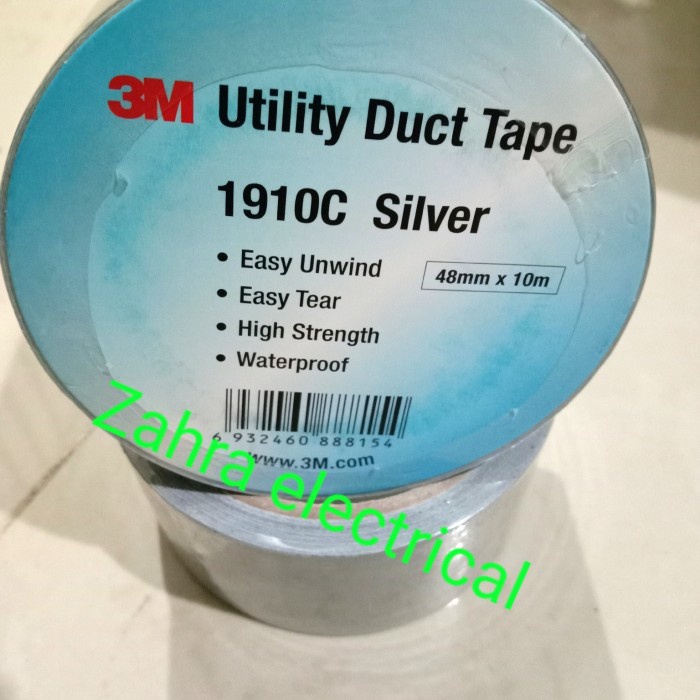 3M Utility Duct Tape
1910C Silver
• Easy Unwind
48mm x 10m
• Easy Tear
• High Strength
• Waterproof
6 932460 888154
www.3M.com
Zahra electrical